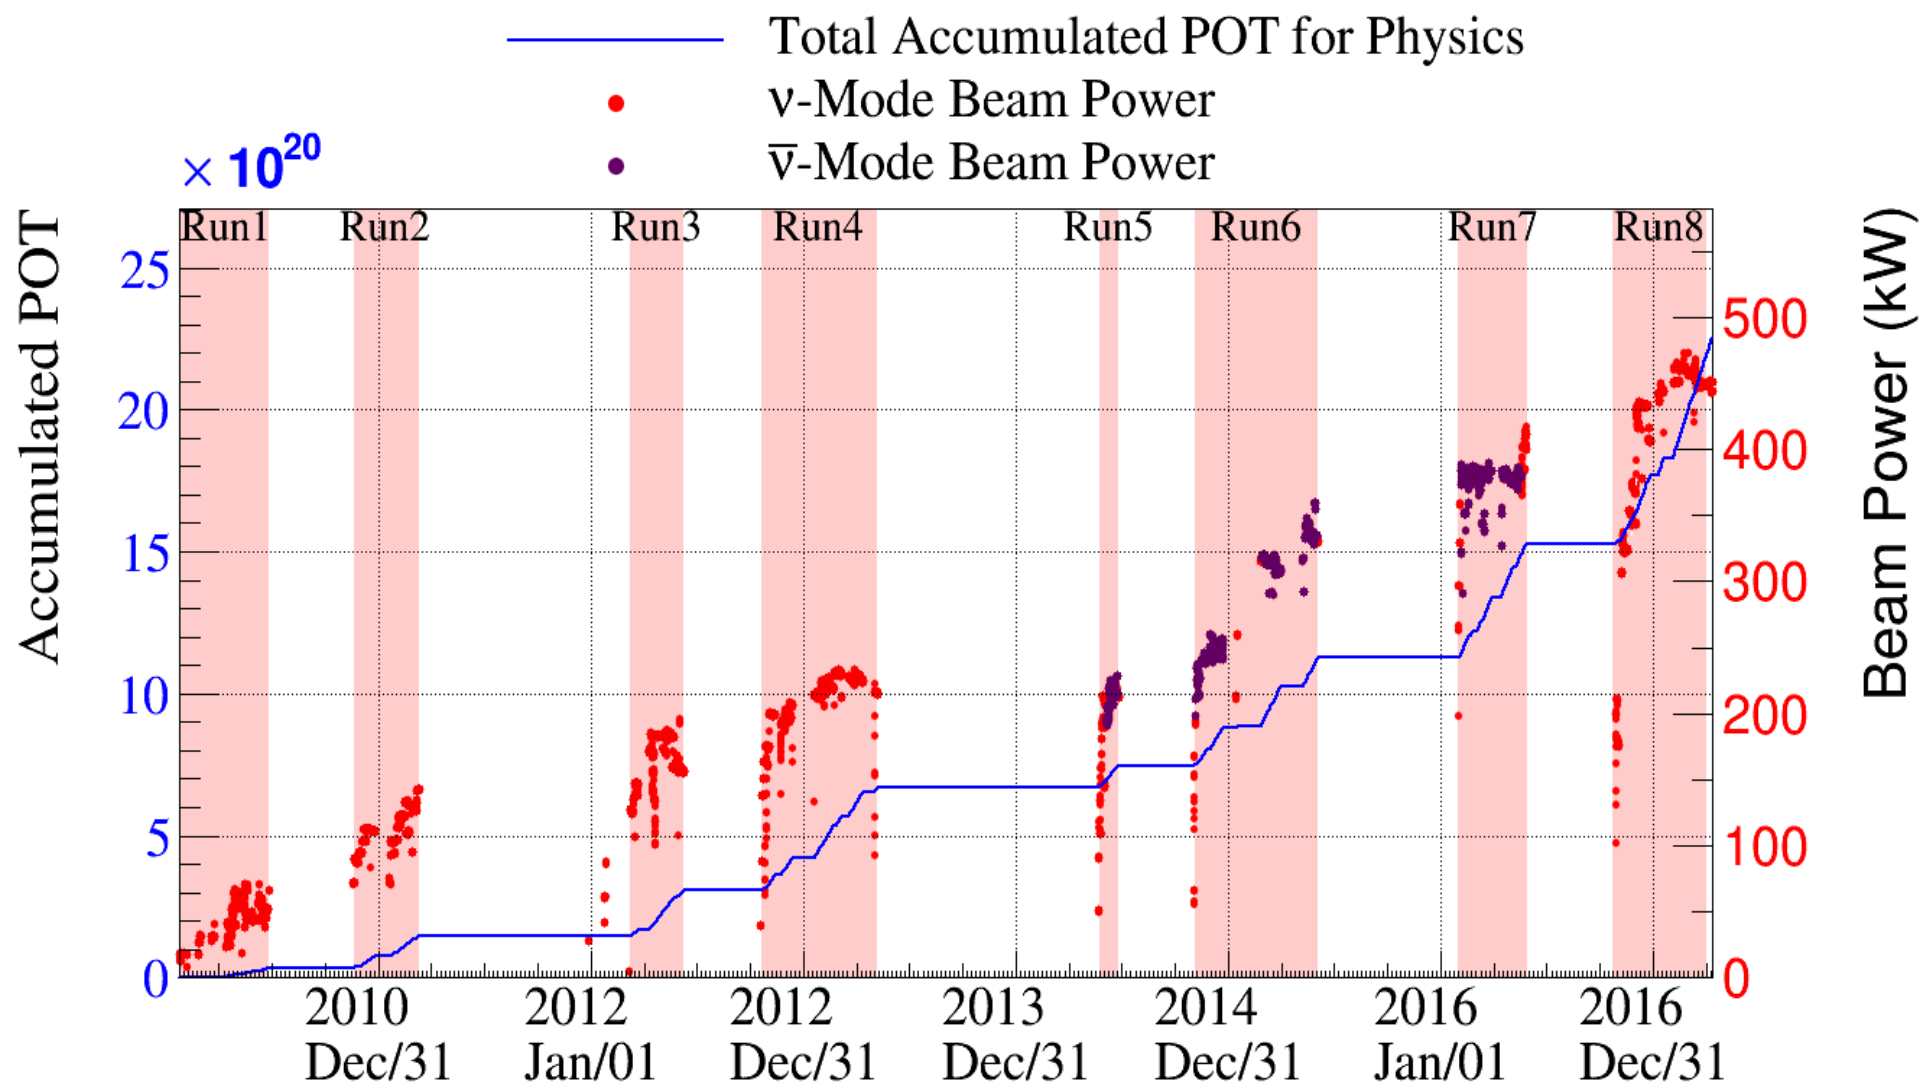 Total Accumulated POT for Physics
ν-Mode Beam Power
ν̅-Mode Beam Power
× 10²⁰
Accumulated POT
Beam Power (kW)
Run1 Run2 Run3 Run4 Run5 Run6 Run7 Run8
25
20
15
10
5
0
500
400
300
200
100
0
2010 2012 2012 2013 2014 2016 2016
Dec/31 Jan/01 Dec/31 Dec/31 Dec/31 Jan/01 Dec/31